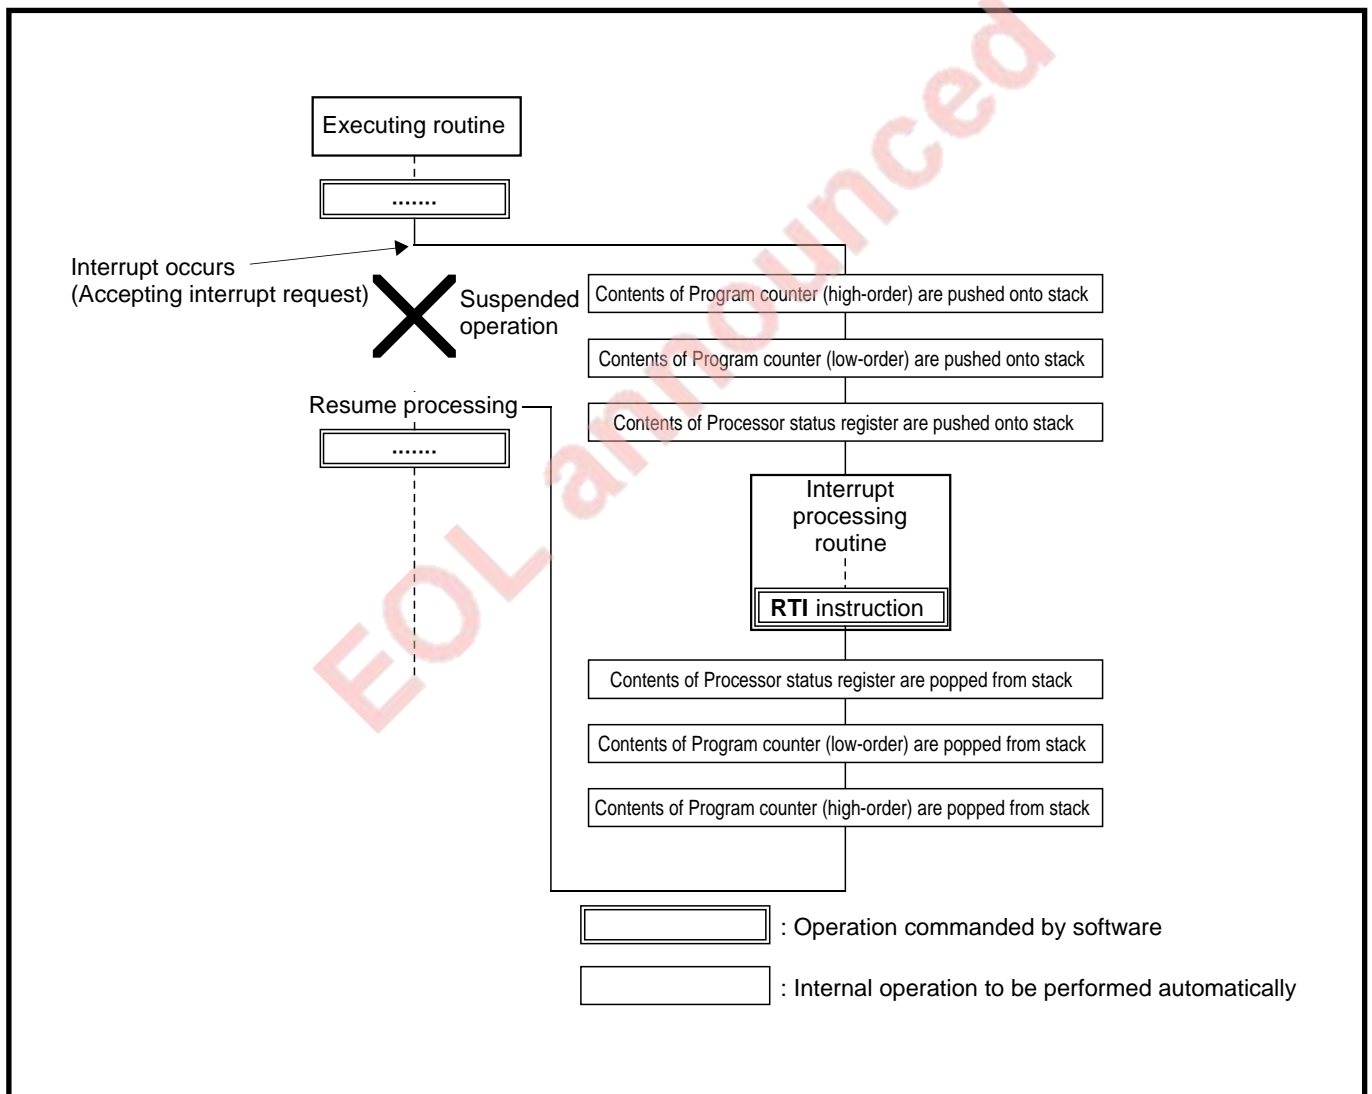 Executing routine
.......
Interrupt occurs
(Accepting interrupt request)
Suspended
operation
Contents of Program counter (high-order) are pushed onto stack
Contents of Program counter (low-order) are pushed onto stack
Resume processing
Contents of Processor status register are pushed onto stack
.......
Interrupt
processing
routine
RTI instruction
Contents of Processor status register are popped from stack
Contents of Program counter (low-order) are popped from stack
Contents of Program counter (high-order) are popped from stack
: Operation commanded by software
: Internal operation to be performed automatically
EOL announced